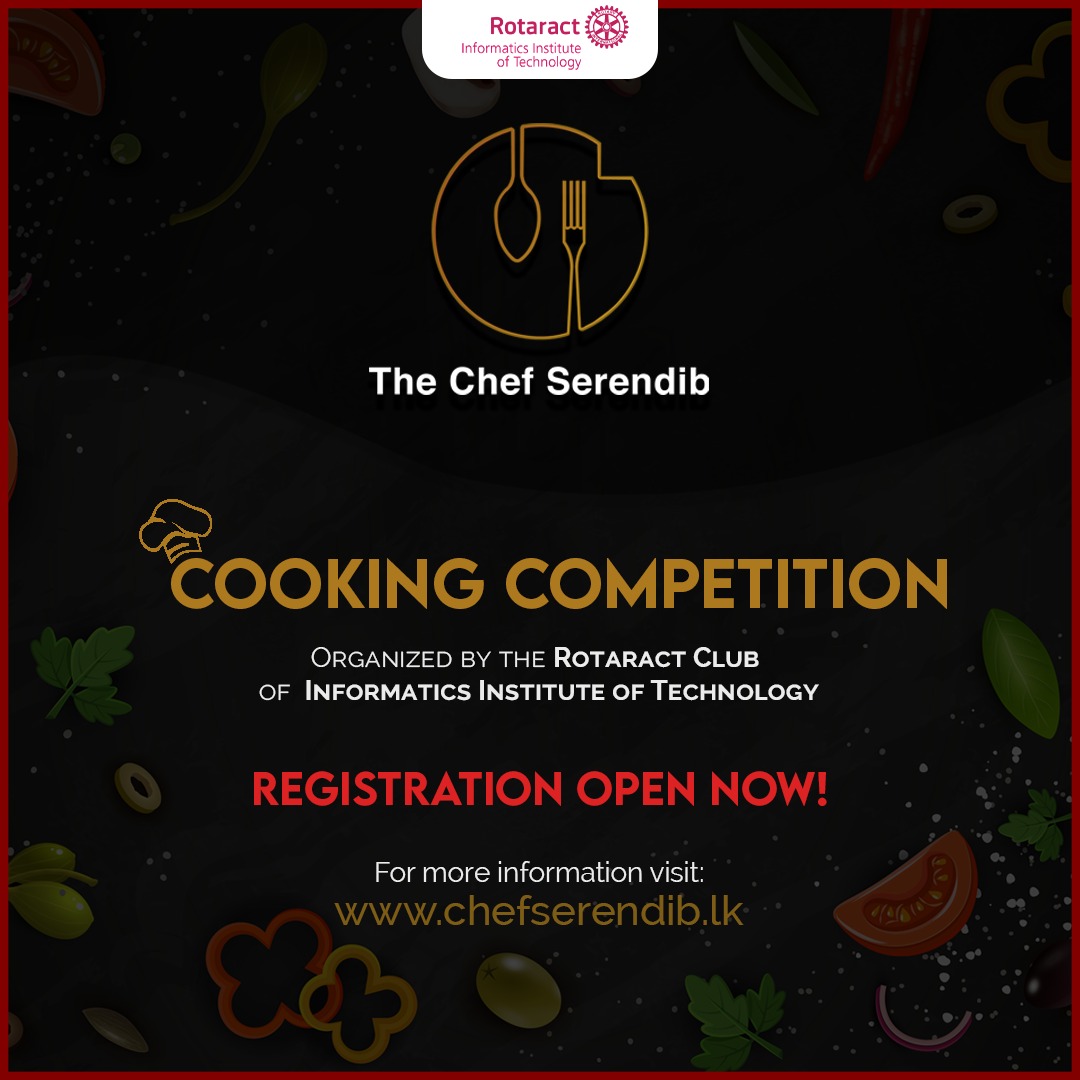 Rotaract
Informatics Institute
of Technology
The Chef Serendib
COOKING COMPETITION
ORGANIZED BY THE ROTARACT CLUB
OF INFORMATICS INSTITUTE OF TECHNOLOGY
REGISTRATION OPEN NOW!
For more information visit:
www.chefserendib.lk